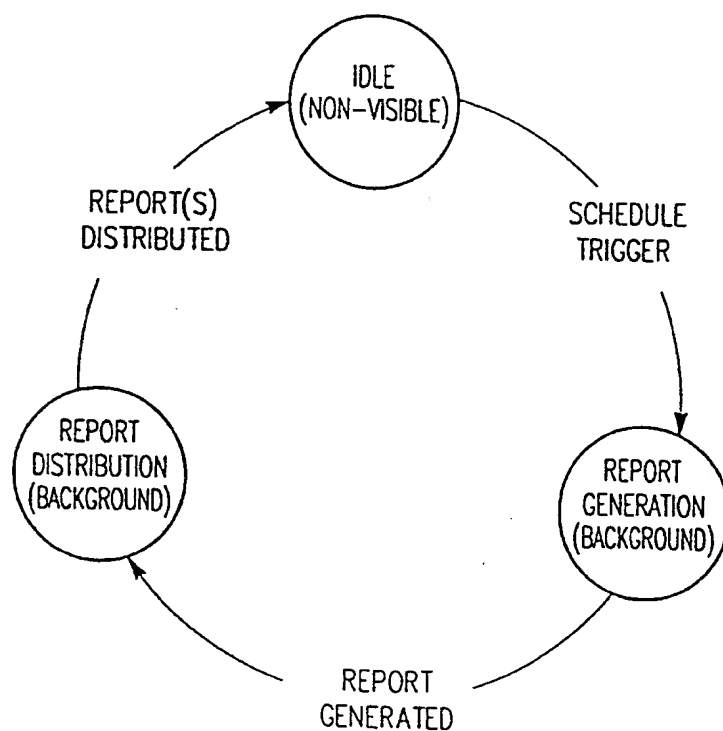 IDLE
(NON-VISIBLE)
SCHEDULE
TRIGGER
REPORT
GENERATION
(BACKGROUND)
REPORT
GENERATED
REPORT
DISTRIBUTION
(BACKGROUND)
REPORT(S)
DISTRIBUTED